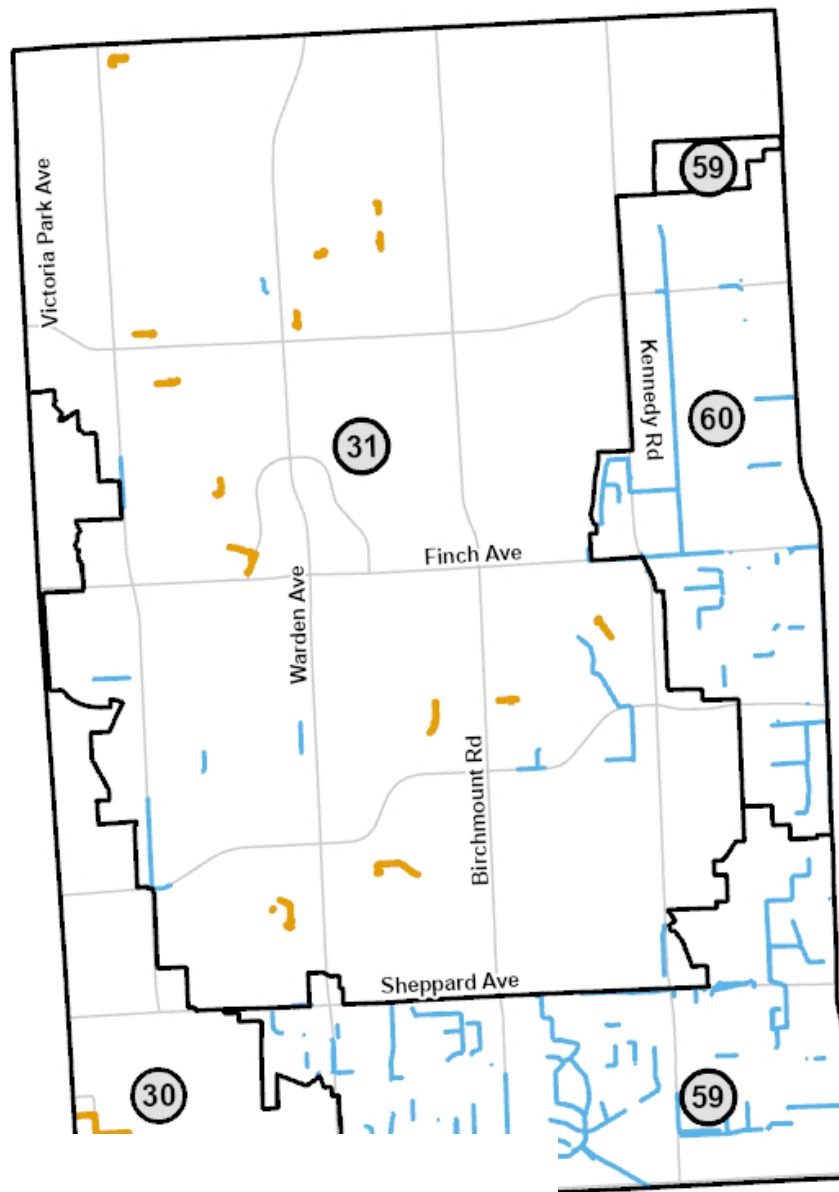 59
Victoria Park Ave
Kennedy Rd
60
31
Finch Ave
Warden Ave
Birchmount Rd
Sheppard Ave
30
59